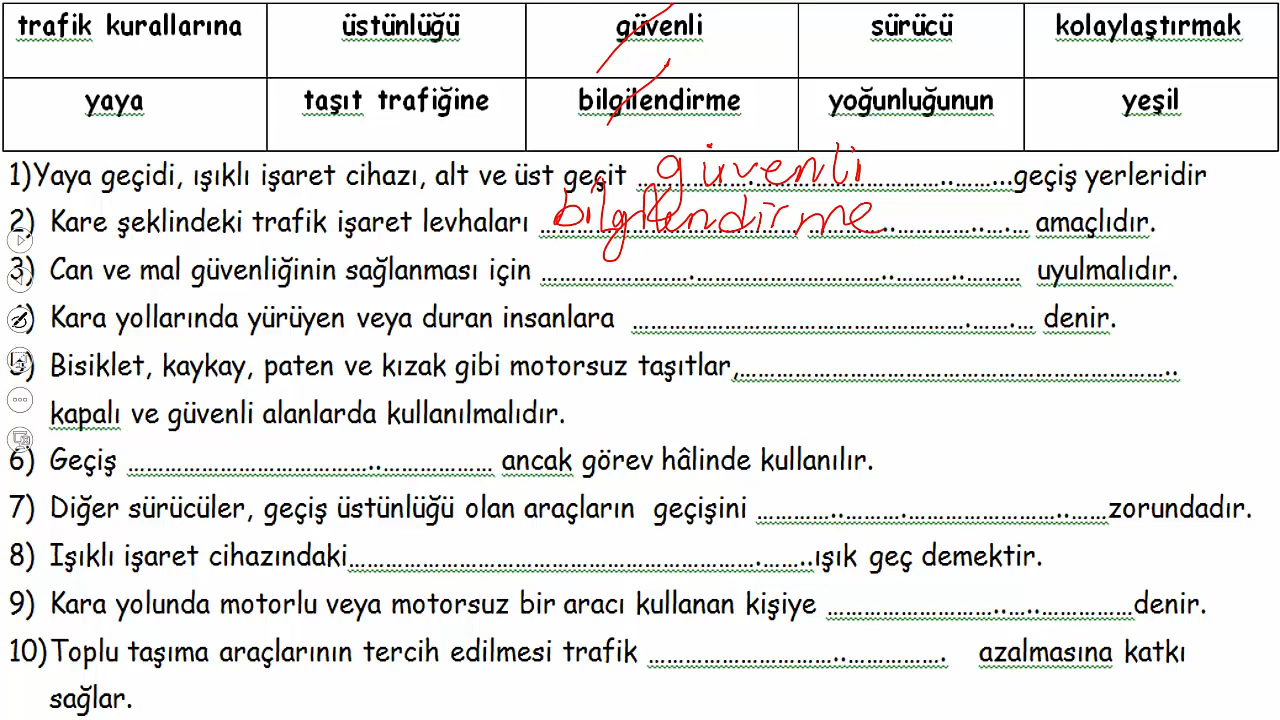 trafik kurallarına üstünlüğü güvenli sürücü kolaylaştırmak
yaya taşıt trafiğine bilgilendirme yoğunluğunun yeşil
1)Yaya geçidi, ışıklı işaret cihazı, alt ve üst geçit güvenli geçiş yerleridir
2) Kare şeklindeki trafik işaret levhaları bilgilendirme amaçlıdır.
3) Can ve mal güvenliğinin sağlanması için ........................ uyulmalıdır.
4) Kara yollarında yürüyen veya duran insanlara ........................ denir.
5) Bisiklet, kaykay, paten ve kızak gibi motorsuz taşıtlar,........................
kapalı ve güvenli alanlarda kullanılmalıdır.
6) Geçiş ........................ ancak görev hâlinde kullanılır.
7) Diğer sürücüler, geçiş üstünlüğü olan araçların geçişini ........................zorundadır.
8) Işıklı işaret cihazındaki........................ışık geç demektir.
9) Kara yolunda motorlu veya motorsuz bir aracı kullanan kişiye ........................denir.
10)Toplu taşıma araçlarının tercih edilmesi trafik ........................ azalmasına katkı
sağlar.